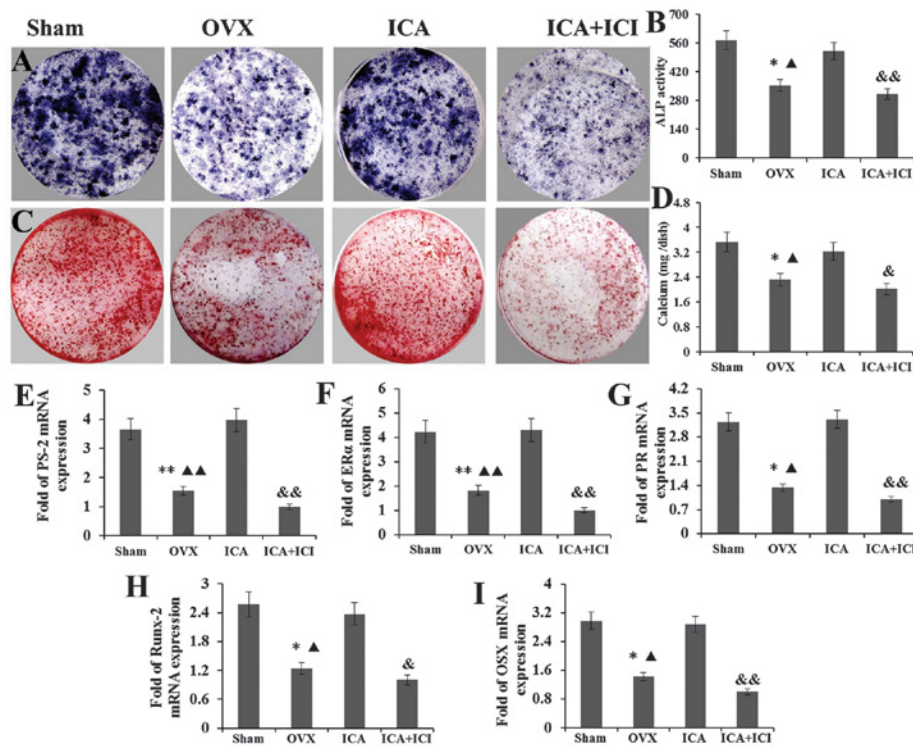 Sham OVX ICA ICA+ICI
A
B
ALP activity
700
560
420
280
140
0
* ▲
&&
Sham OVX ICA ICA+ICI
C
D
Calcium (mg /dish)
4.8
3.2
2.4
1.6
0.8
0
* ▲
&
Sham OVX ICA ICA+ICI
E
Fold of PS-2 mRNA
expression
5
4
3
2
1
0
** ▲▲
&&
Sham OVX ICA ICA+ICI
F
Fold of ERα mRNA
expression
5
4
3
2
1
0
** ▲▲
&&
Sham OVX ICA ICA+ICI
G
Fold of PR mRNA
expression
4.2
3.5
2.8
2.1
1.4
0.7
0
* ▲
&&
Sham OVX ICA ICA+ICI
H
Fold of Runx-2
mRNA expression
3
2.4
1.8
1.2
0.6
0
* ▲
&
Sham OVX ICA ICA+ICI
I
Fold of OSX mRNA
expression
4
3.2
2.4
1.6
0.8
0
* ▲
&&
Sham OVX ICA ICA+ICI